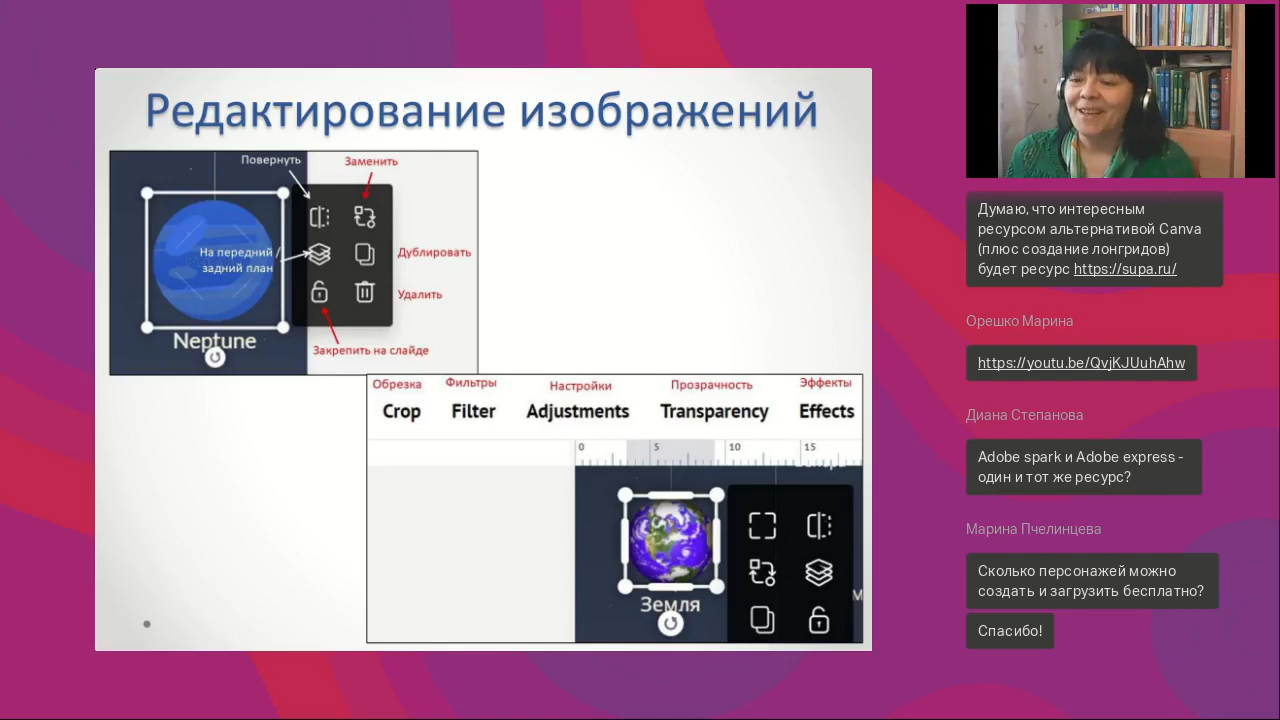 Редактирование изображений
Повернуть
Заменить
На передний /
задний план
Дублировать
Удалить
Neptune
Закрепить на слайде
Обрезка
Фильтры
Настройки
Прозрачность
Эффекты
Crop
Filter
Adjustments
Transparency
Effects
0
5
10
15
Земля
М
Думаю, что интересным
ресурсом альтернативой Canva
(плюс создание лонгридов)
будет ресурс https://supa.ru/
Орешко Марина
https://youtu.be/QvjKJUuhAhw
Диана Степанова
Adobe spark и Adobe express -
один и тот же ресурс?
Марина Пчелинцева
Сколько персонажей можно
создать и загрузить бесплатно?
Спасибо!